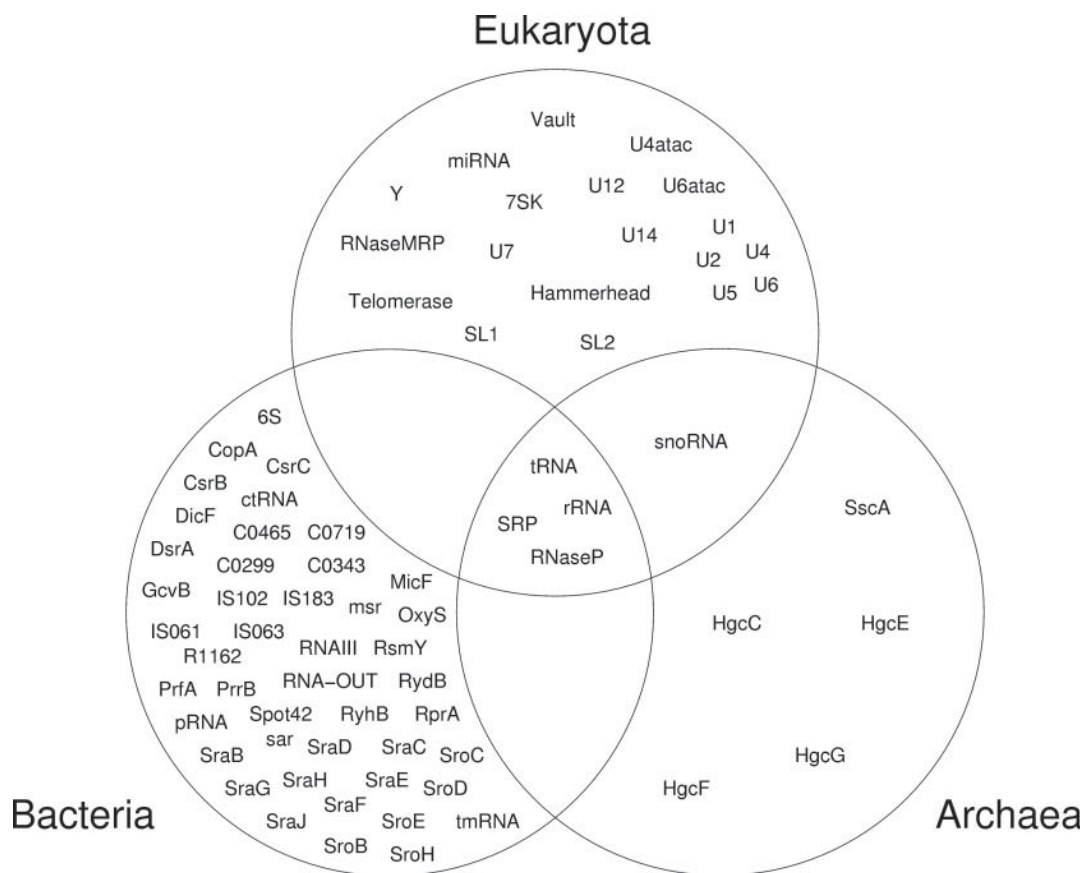 Eukaryota
Vault
U4atac
miRNA
U12 U6atac
Y
7SK
U1
U14
RNaseMRP
U7
U4
U2
U6
Hammerhead
U5
Telomerase
SL1
SL2
6S
CopA
CsrC
CsrB
ctRNA
DicF
C0465 C0719
DsrA
C0299 C0343
MicF
GcvB
IS102 IS183
msr
OxyS
IS061 IS063
R1162
RNAIII RsmY
PrfA PrrB
RNA-OUT RydB
pRNA
Spot42 RyhB RprA
sar
SraB
SraD SraC
SroC
SraG
SraH SraE
SroD
SraF
SraJ
SroE
tmRNA
SroB
SroH
tRNA
rRNA
SRP
RNaseP
snoRNA
SscA
HgcC HgcE
HgcG
HgcF
Bacteria
Archaea